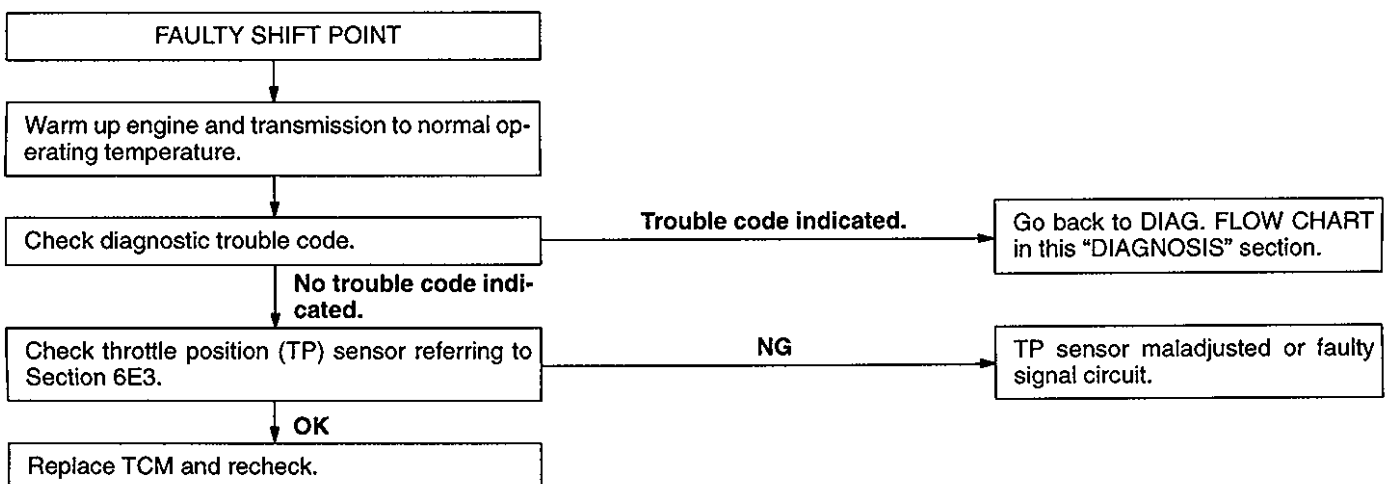 FAULTY SHIFT POINT
Warm up engine and transmission to normal op-
erating temperature.
Check diagnostic trouble code.
Trouble code indicated.
Go back to DIAG. FLOW CHART
in this “DIAGNOSIS” section.
No trouble code indi-
cated.
Check throttle position (TP) sensor referring to
Section 6E3.
NG
TP sensor maladjusted or faulty
signal circuit.
OK
Replace TCM and recheck.